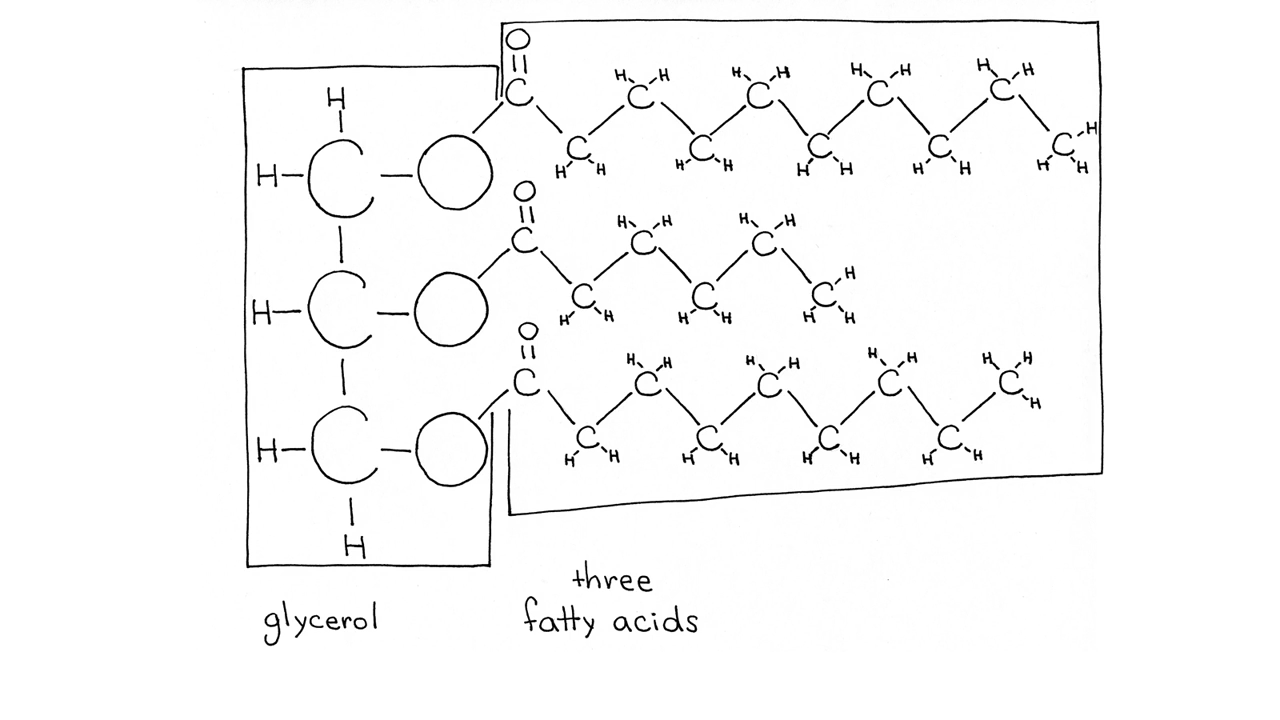 O
H H H H H H H H
C C C C C
H
H
H C O C C C C C
H H H H H H H H H H
O
H H H H
C C C
H
H C O C C C
H H H H H H
O
H H H H H H H H
C C C C C
H
H C O C C C C
H H H H H H H H
H
three
glycerol
fatty acids